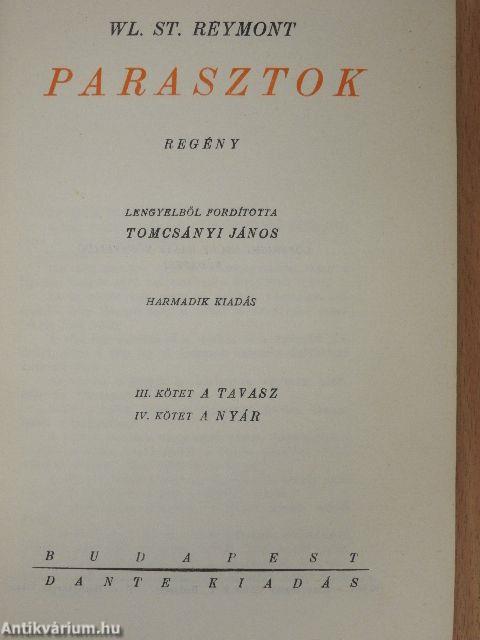 WL. ST. REYMONT
PARASZTOK
REGÉNY
LENGYELBŐL FORDÍTOTTA
TOMCSÁNYI JÁNOS
HARMADIK KIADÁS
III. KÖTET A TAVASZ
IV. KÖTET A NYÁR
BUDAPEST
DANTE KIADÁS
Antikvárium.hu